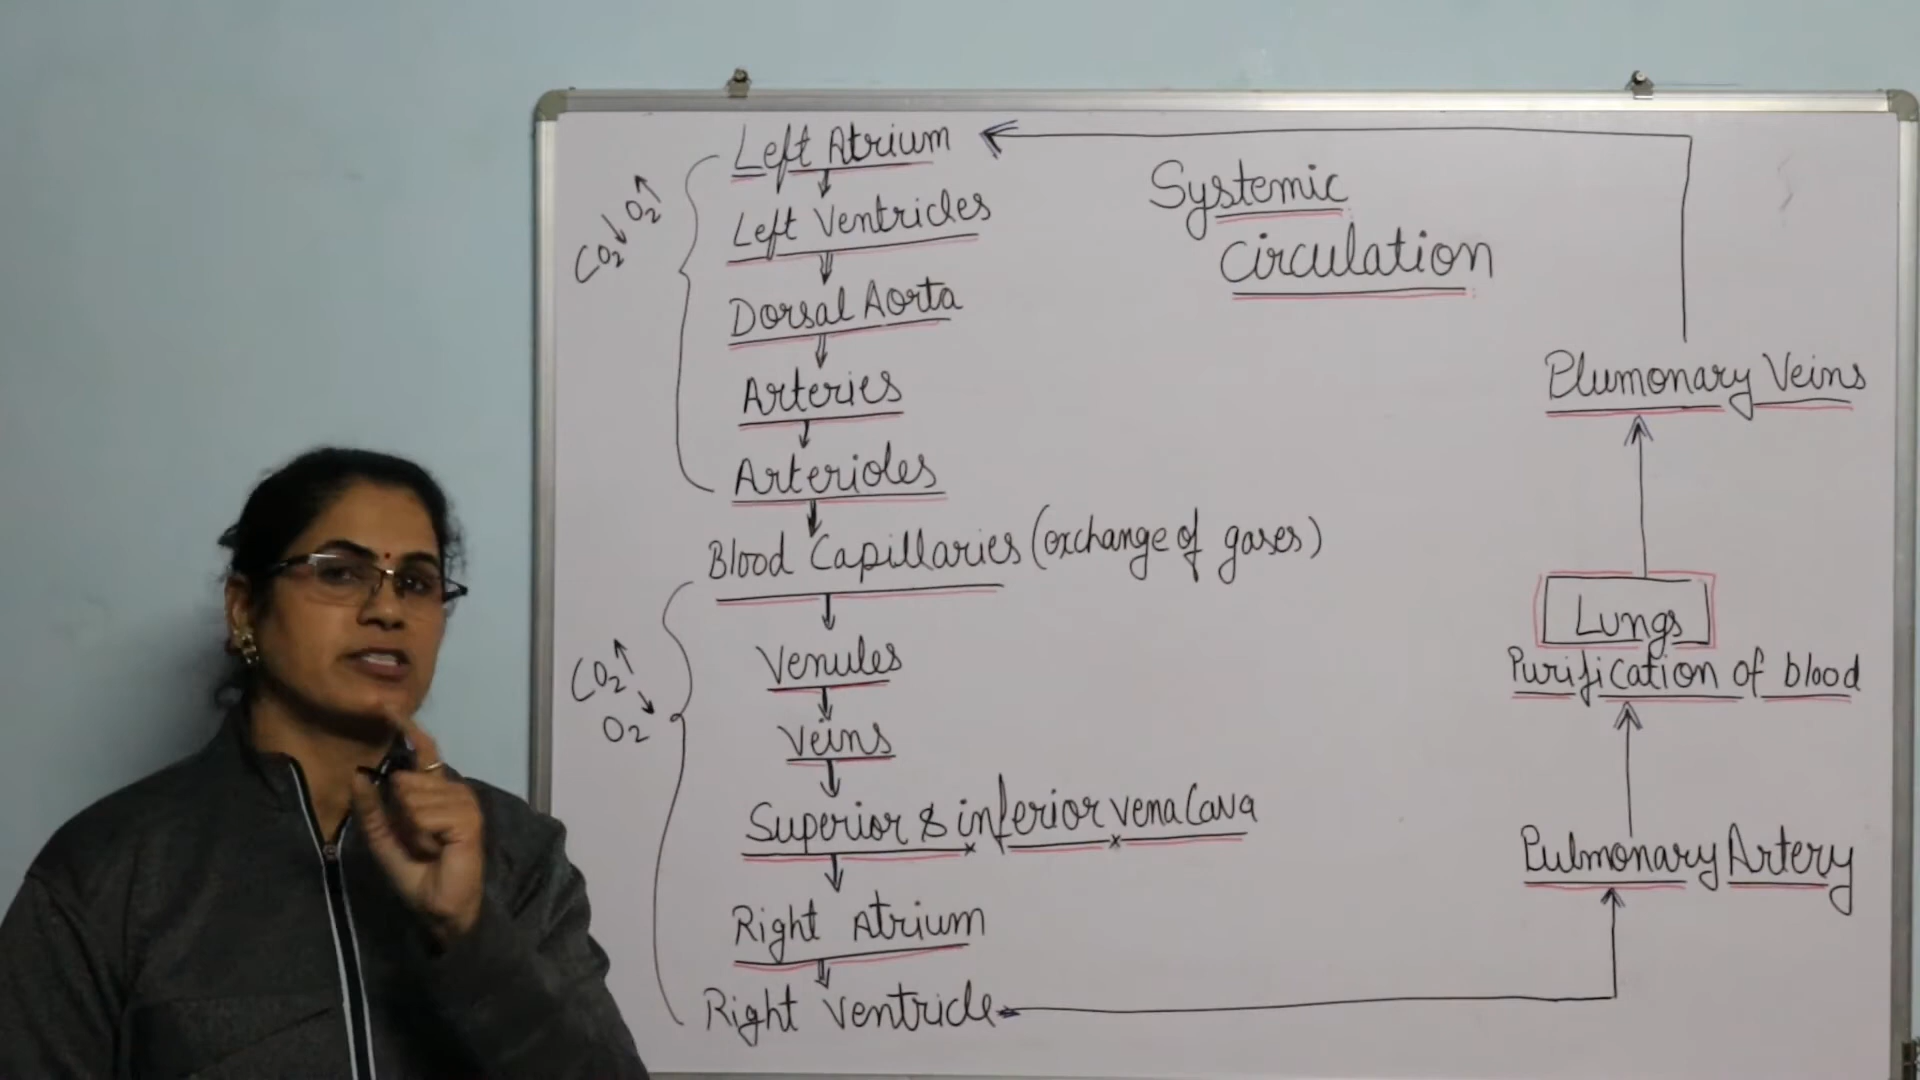 Left Atrium
CO2↓ O2↑
Left Ventricles
Dorsal Aorta
Arteries
Arterioles
Blood Capillaries (exchange of gases)
CO2↑
O2↓
Venules
Veins
Superior & inferior vena Cava
Right Atrium
Right Ventricle
Systemic
Circulation
Plumonary Veins
Lungs
Purification of blood
Pulmonary Artery